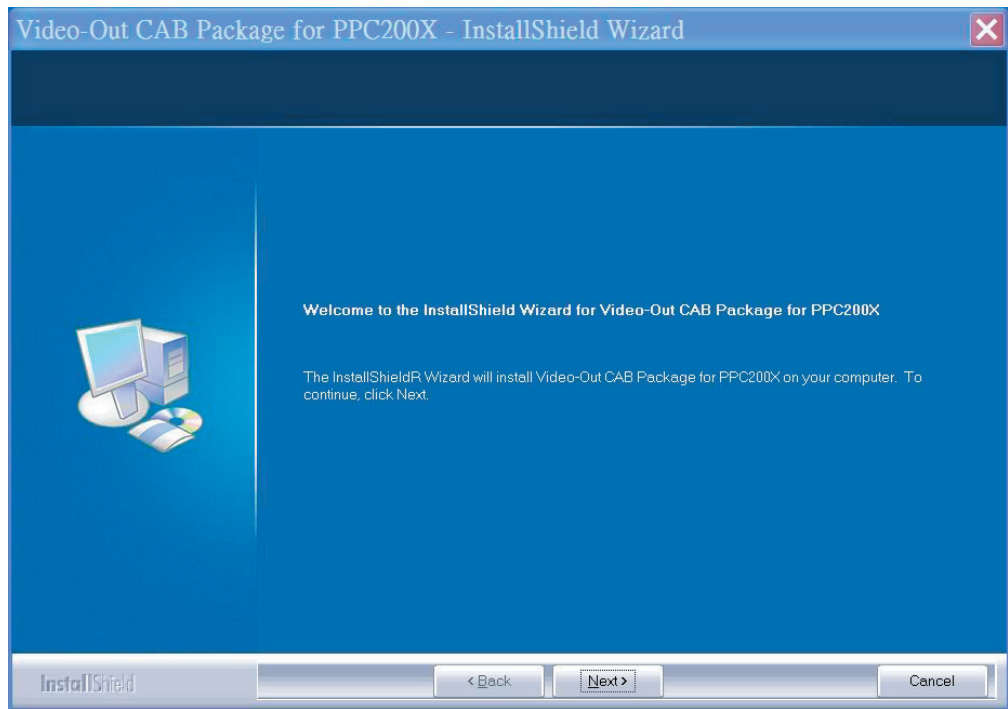 Video-Out CAB Package for PPC200X - InstallShield Wizard
Welcome to the InstallShield Wizard for Video-Out CAB Package for PPC200X
The InstallShieldR Wizard will install Video-Out CAB Package for PPC200X on your computer. To
continue, click Next.
InstallShield
< Back
Next >
Cancel